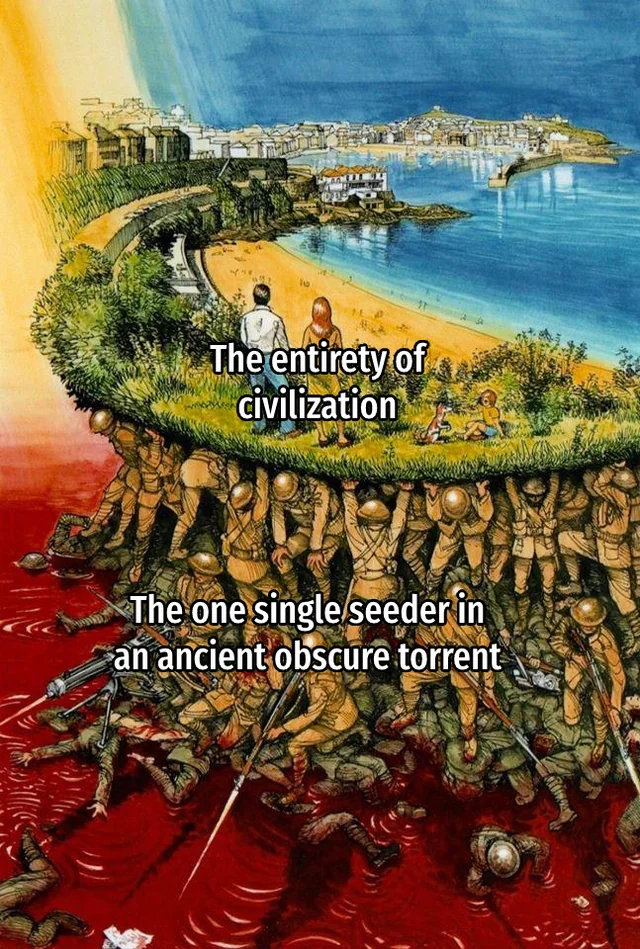 The entirety of
civilization
The one single seeder in
an ancient obscure torrent